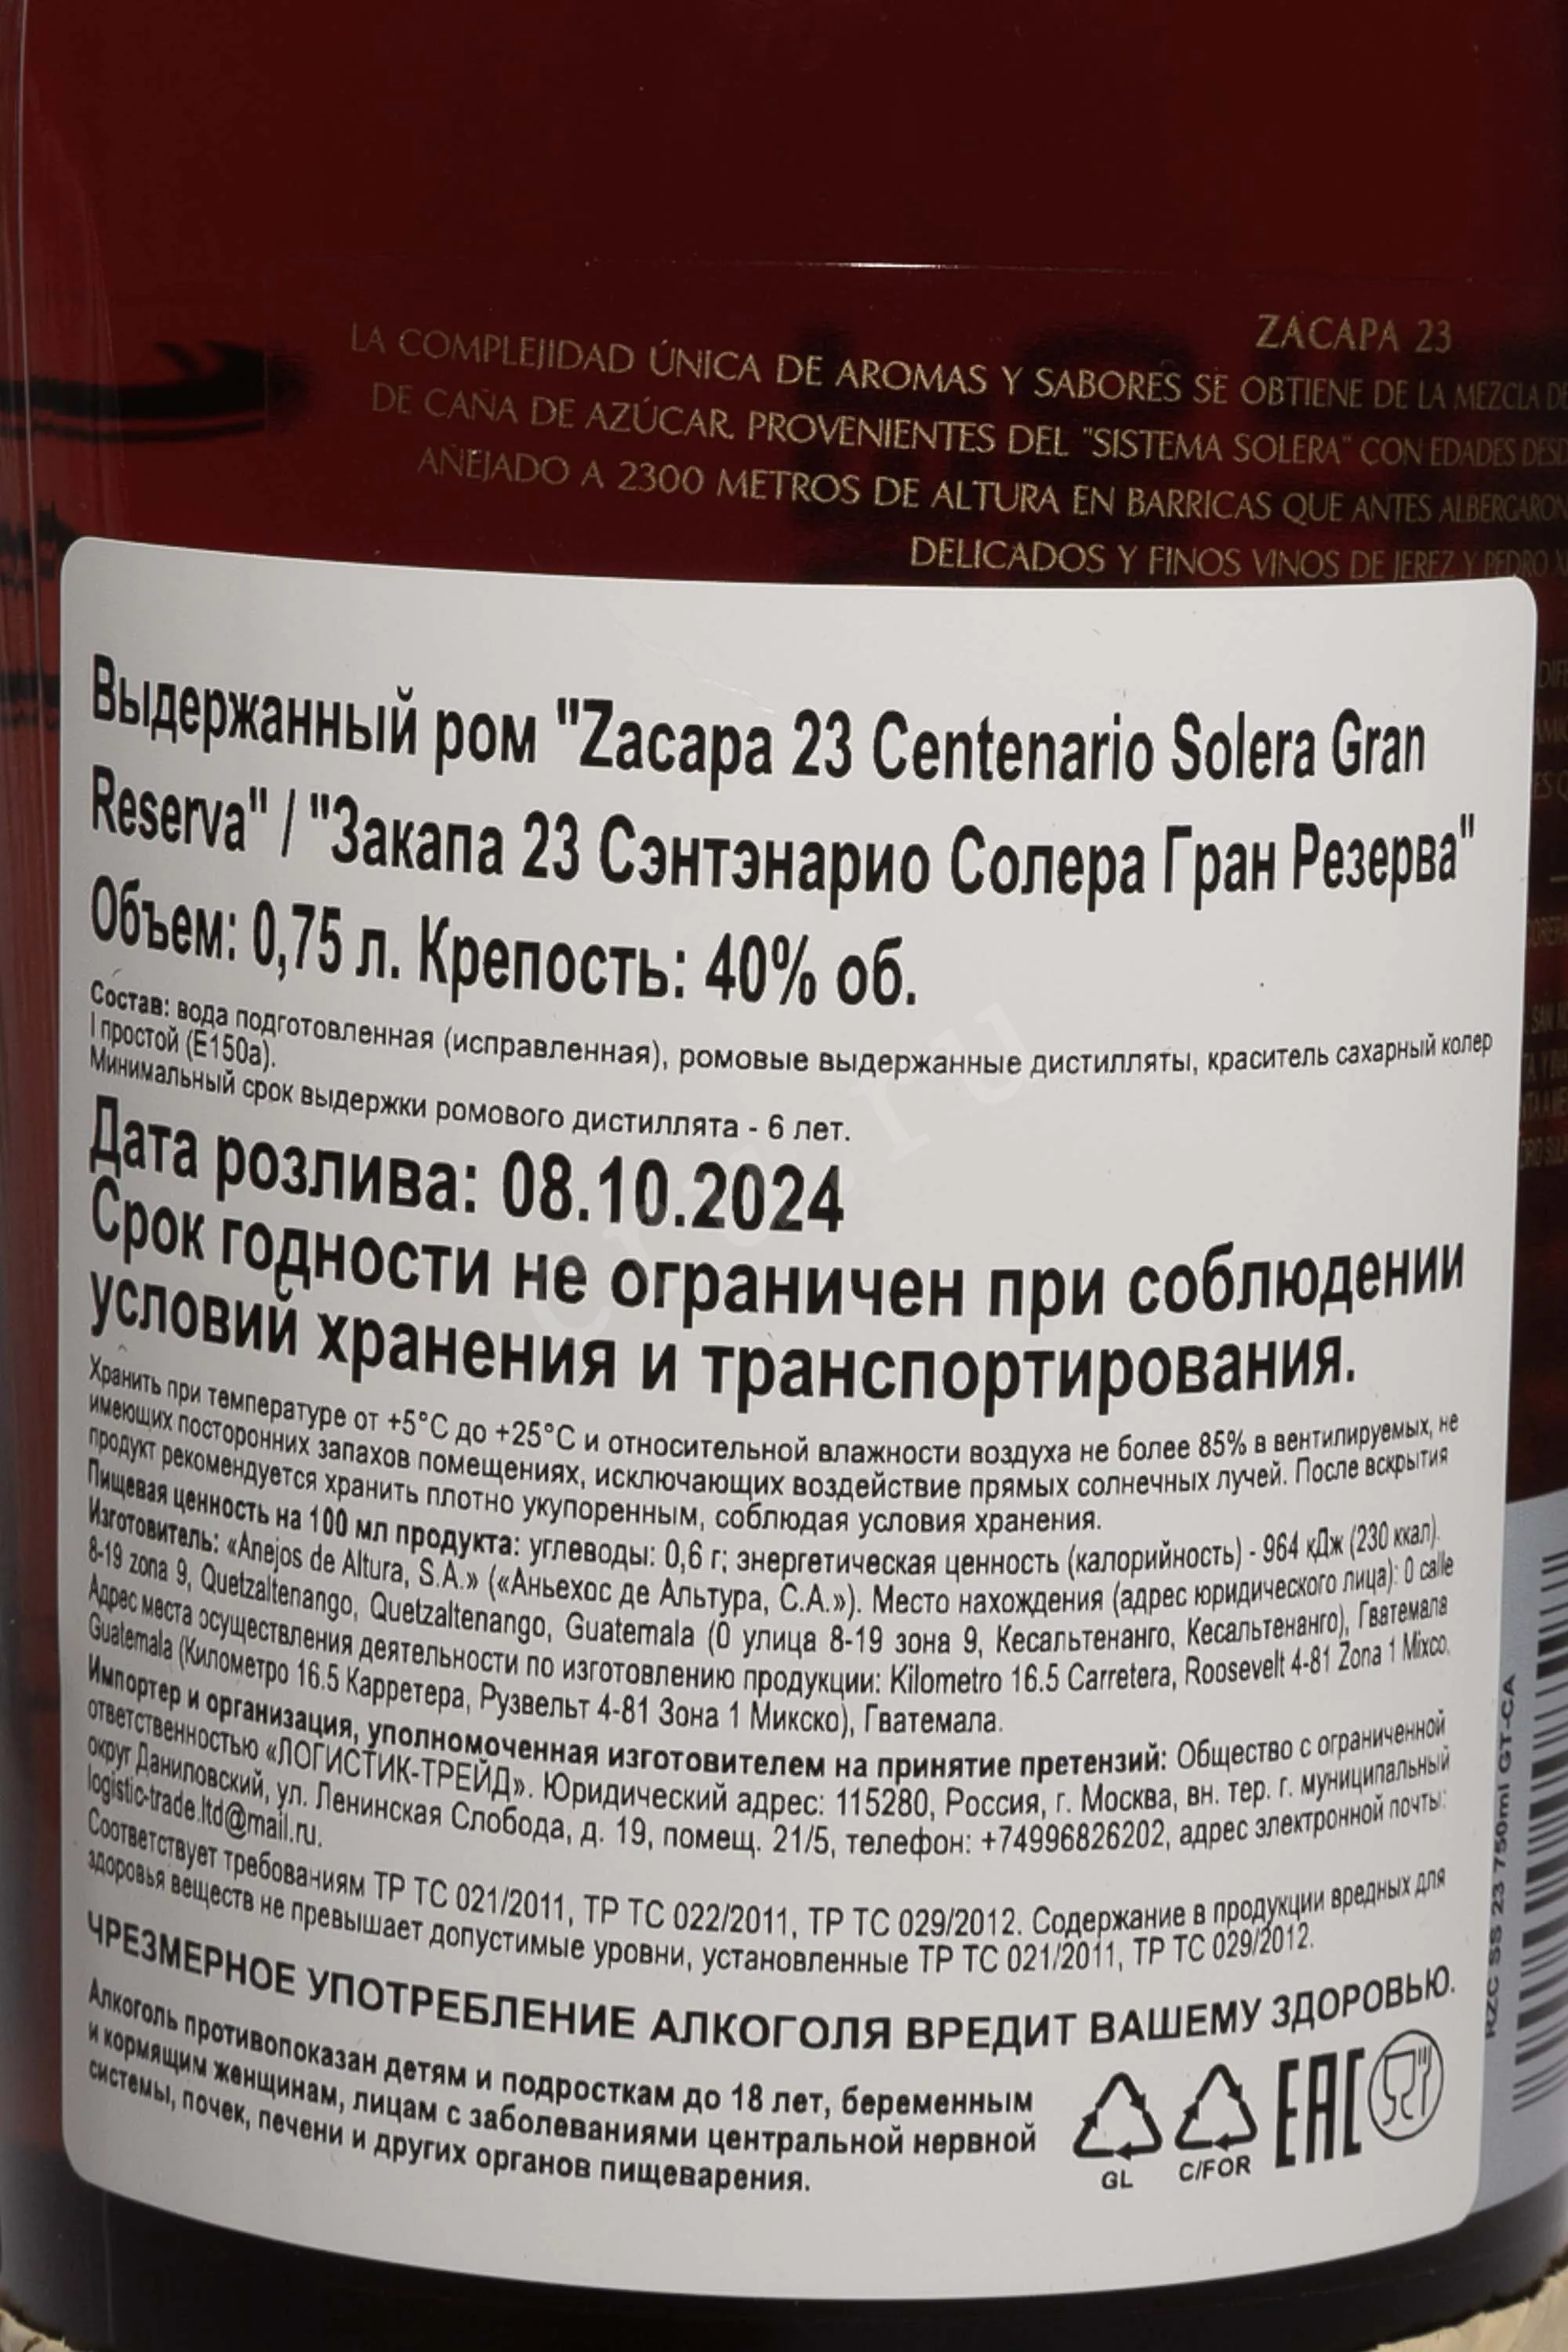 ZACAPA 23
LA COMPLEJIDAD ÚNICA DE AROMAS Y SABORES SE OBTIENE DE LA MEZCLA DE
DE CAÑA DE AZÚCAR. PROVENIENTES DEL "SISTEMA SOLERA" CON EDADES
AÑEJADO A 2300 METROS DE ALTURA EN BARRICAS QUE ANTES ALBERGARON
DELICADOS Y FINOS VINOS DE JEREZ Y PEDRO
Выдержанный ром "Zacapa 23 Centenario Solera Gran
Reserva" / "Закапа 23 Сэнтэнарио Солера Гран Резерва"
Объем: 0,75 л. Крепость: 40% об.
Состав: вода подготовленная (исправленная), ромовые выдержанные дистилляты, краситель сахарный колер
I простой (Е150а).
Минимальный срок выдержки ромового дистиллята - 6 лет.
Дата розлива: 08.10.2024
Срок годности не ограничен при соблюдении
условий хранения и транспортирования.
Хранить при температуре от +5°С до +25°С и относительной влажности воздуха не более 85% в вентилируемых, не
имеющих посторонних запахов помещениях, исключающих воздействие прямых солнечных лучей. После вскрытия
продукт рекомендуется хранить плотно укупоренным, соблюдая условия хранения.
Пищевая ценность на 100 мл продукта: углеводы: 0,6 г; энергетическая ценность (калорийность) - 964 кДж (230 ккал).
Изготовитель: «Anejos de Altura, S.A.» («Аньехос де Альтура, С.А.»). Место нахождения (адрес юридического лица): 0 calle
8-19 zona 9, Quetzaltenango, Quetzaltenango, Guatemala (0 улица 8-19 зона 9, Кесальтенанго, Кесальтенанго), Гватемала
Адрес места осуществления деятельности по изготовлению продукции: Kilometro 16.5 Carretera, Roosevelt 4-81 Zona 1 Mixco,
Guatemala (Километро 16.5 Карретера, Рузвельт 4-81 Зона 1 Микско), Гватемала.
Импортер и организация, уполномоченная изготовителем на принятие претензий: Общество с ограниченной
ответственностью «ЛОГИСТИК-ТРЕЙД». Юридический адрес: 115280, Россия, г. Москва, вн. тер. г. муниципальный
округ Даниловский, ул. Ленинская Слобода, д. 19, помещ. 21/5, телефон: +74996826202, адрес электронной почты:
logistic-trade.ltd@mail.ru.
Соответствует требованиям ТР ТС 021/2011, ТР ТС 022/2011, ТР ТС 029/2012. Содержание в продукции вредных для
здоровья веществ не превышает допустимые уровни, установленные ТР ТС 021/2011, ТР ТС 029/2012.
ЧРЕЗМЕРНОЕ УПОТРЕБЛЕНИЕ АЛКОГОЛЯ ВРЕДИТ ВАШЕМУ ЗДОРОВЬЮ.
Алкоголь противопоказан детям и подросткам до 18 лет, беременным
и кормящим женщинам, лицам с заболеваниями центральной нервной
системы, почек, печени и других органов пищеварения.
GL
C/FOR
EAC
RZC SS 23 750ml GT-CA